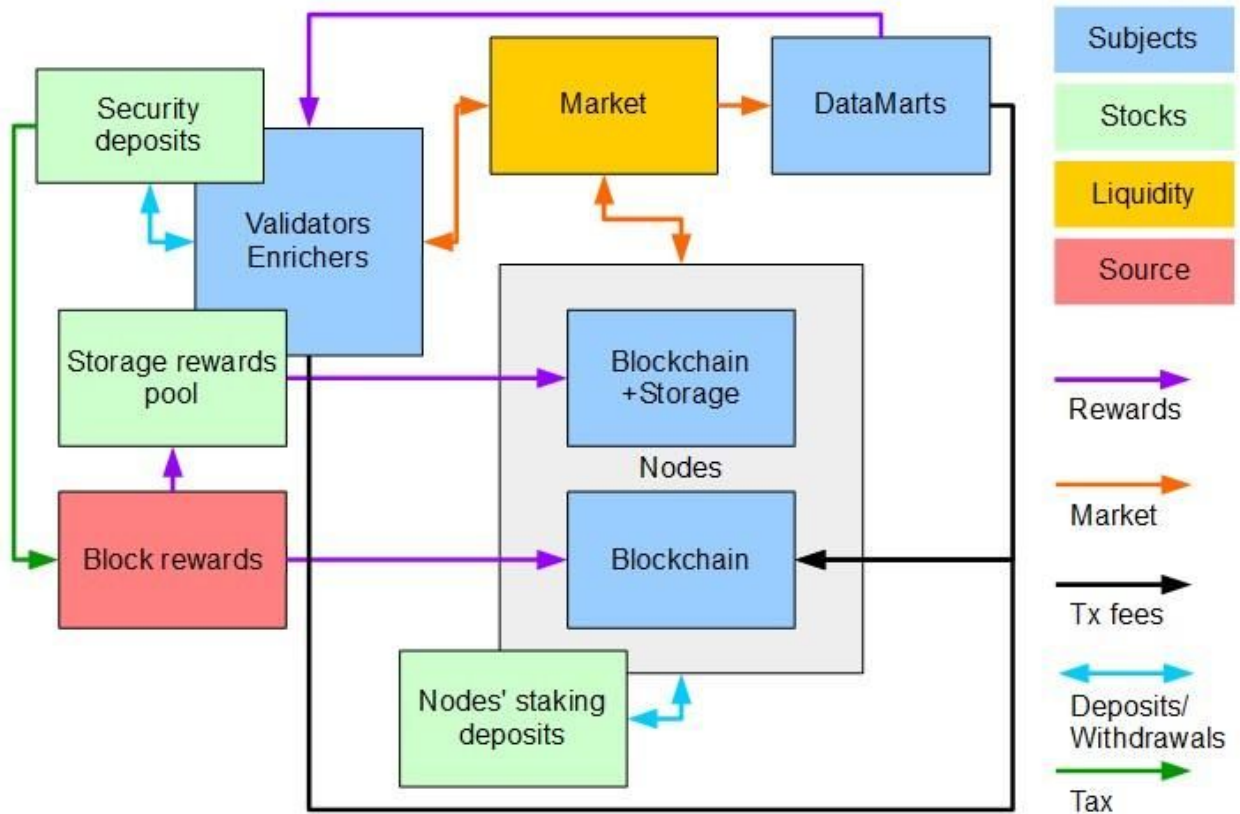 Security
deposits
Validators
Enrichers
Market
DataMarts
Storage rewards
pool
Blockchain
+Storage
Nodes
Block rewards
Blockchain
Nodes' staking
deposits
Subjects
Stocks
Liquidity
Source
Rewards
Market
Tx fees
Deposits/
Withdrawals
Tax